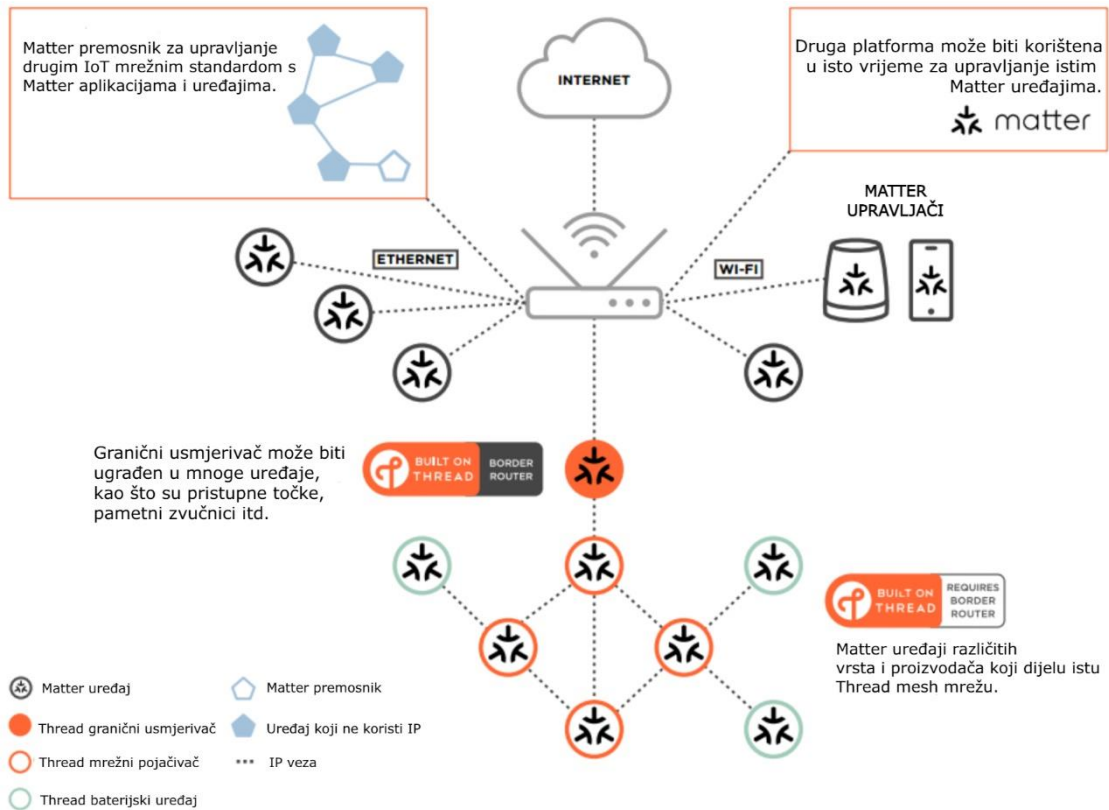 Matter premosnik za upravljanje
drugim IoT mrežnim standardom s
Matter aplikacijama i uređajima.
INTERNET
Druga platforma može biti korištena
u isto vrijeme za upravljanje istim
Matter uređajima.
matter
MATTER
UPRAVLJAČI
ETHERNET
WI-FI
Granični usmjerivač može biti
ugrađen u mnoge uređaje,
kao što su pristupne točke,
pametni zvučnici itd.
BUILT ON
THREAD
BORDER
ROUTER
BUILT ON
THREAD
REQUIRES
BORDER
ROUTER
Matter uređaji različitih
vrsta i proizvođača koji dijelu istu
Thread mesh mrežu.
Matter uređaj
Matter premosnik
Thread granični usmjerivač
Uređaj koji ne koristi IP
Thread mrežni pojačivač
IP veza
Thread baterijski uređaj